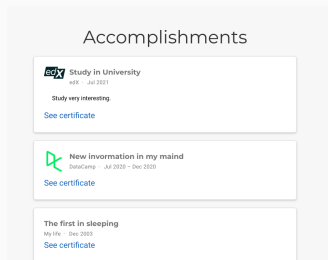 Accomplishments
edX
Study in University
edX · Jul 2021
Study very interesting.
See certificate
New invormation in my maind
DataCamp · Jul 2020 – Dec 2020
See certificate
The first in sleeping
My life · Dec 2003
See certificate